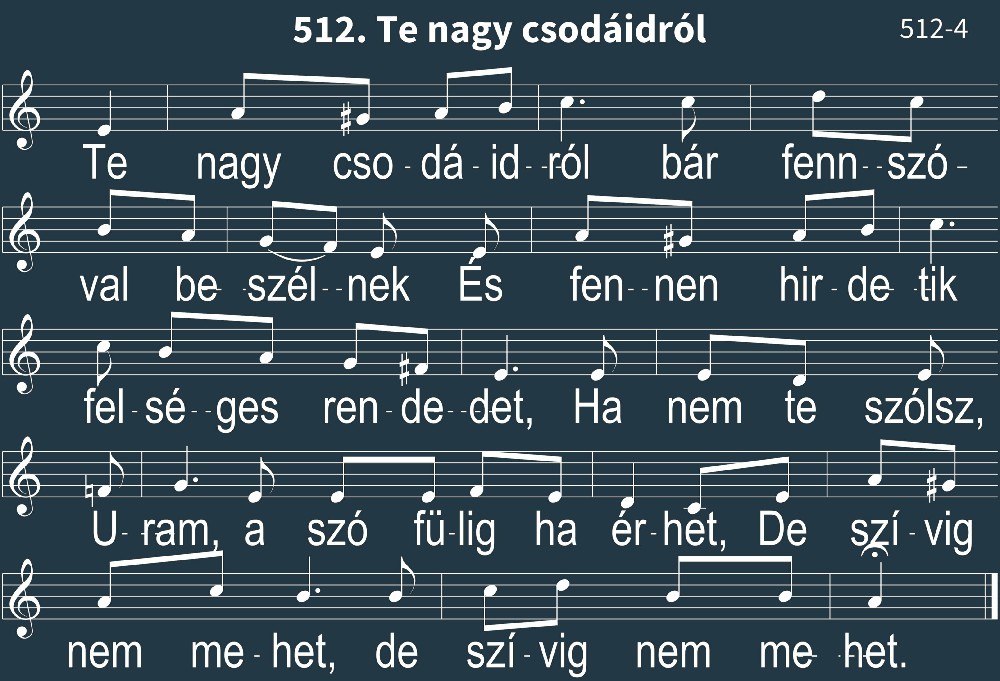 512. Te nagy csodáidról
512-4
Te nagy cso - dá - id - ról bár fenn - szó -
val be - szél - nek És fen - nen hir - de - tik
fel - sé - ges ren - de - det, Ha nem te szólsz,
U - ram, a szó fü - lig ha ér - het, De szí - vig
nem me - het, de szí - vig nem me - het.